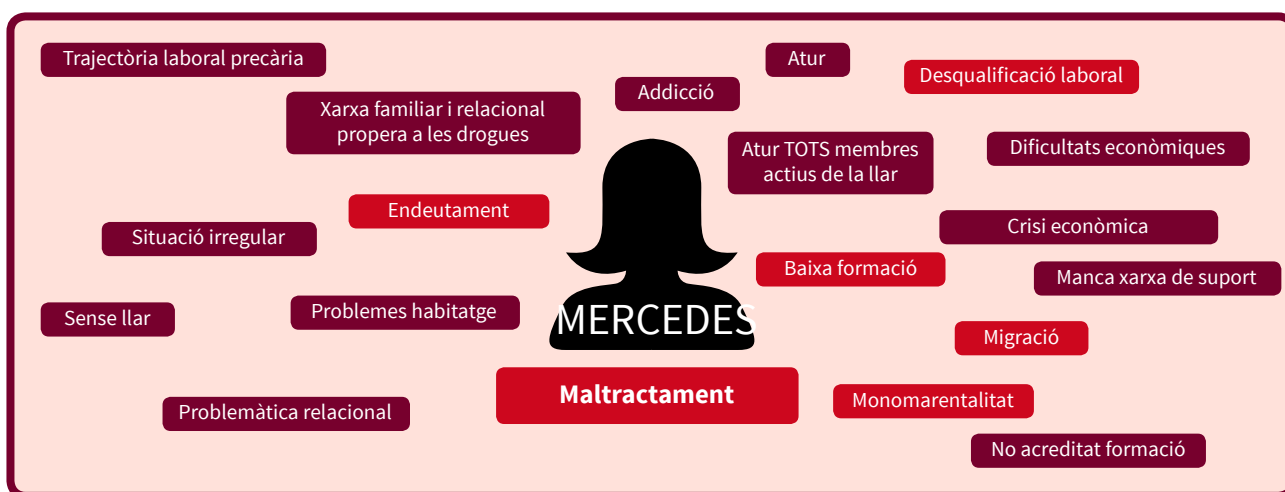 Trajectòria laboral precària
Atur
Desqualificació laboral
Addicció
Xarxa familiar i relacional
propera a les drogues
Atur TOTS membres
actius de la llar
Dificultats econòmiques
Endeutament
Crisi econòmica
Situació irregular
Baixa formació
Manca xarxa de suport
Sense llar
Problemes habitatge
MERCEDES
Migració
Maltractament
Monomarentalitat
Problemàtica relacional
No acreditat formació